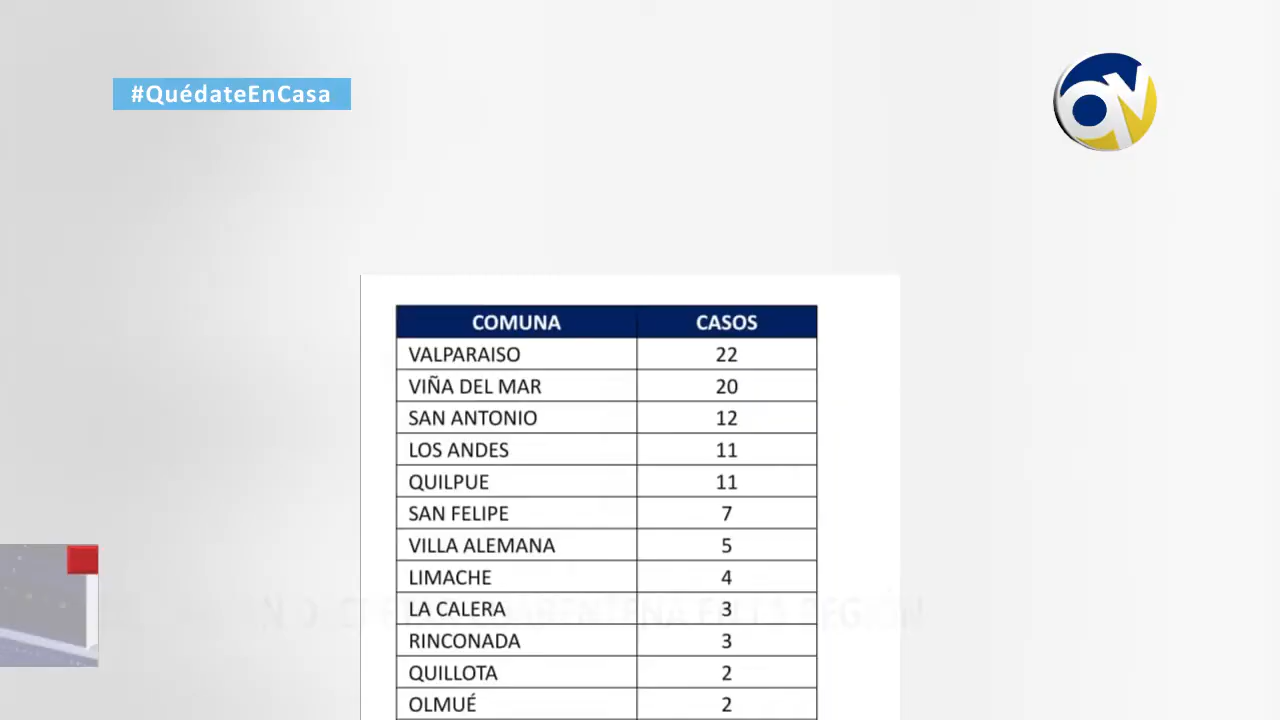 #QuédateEnCasa
COMUNA CASOS
VALPARAISO 22
VIÑA DEL MAR 20
SAN ANTONIO 12
LOS ANDES 11
QUILPUE 11
SAN FELIPE 7
VILLA ALEMANA 5
LIMACHE 4
LA CALERA 3
RINCONADA 3
QUILLOTA 2
OLMUÉ 2